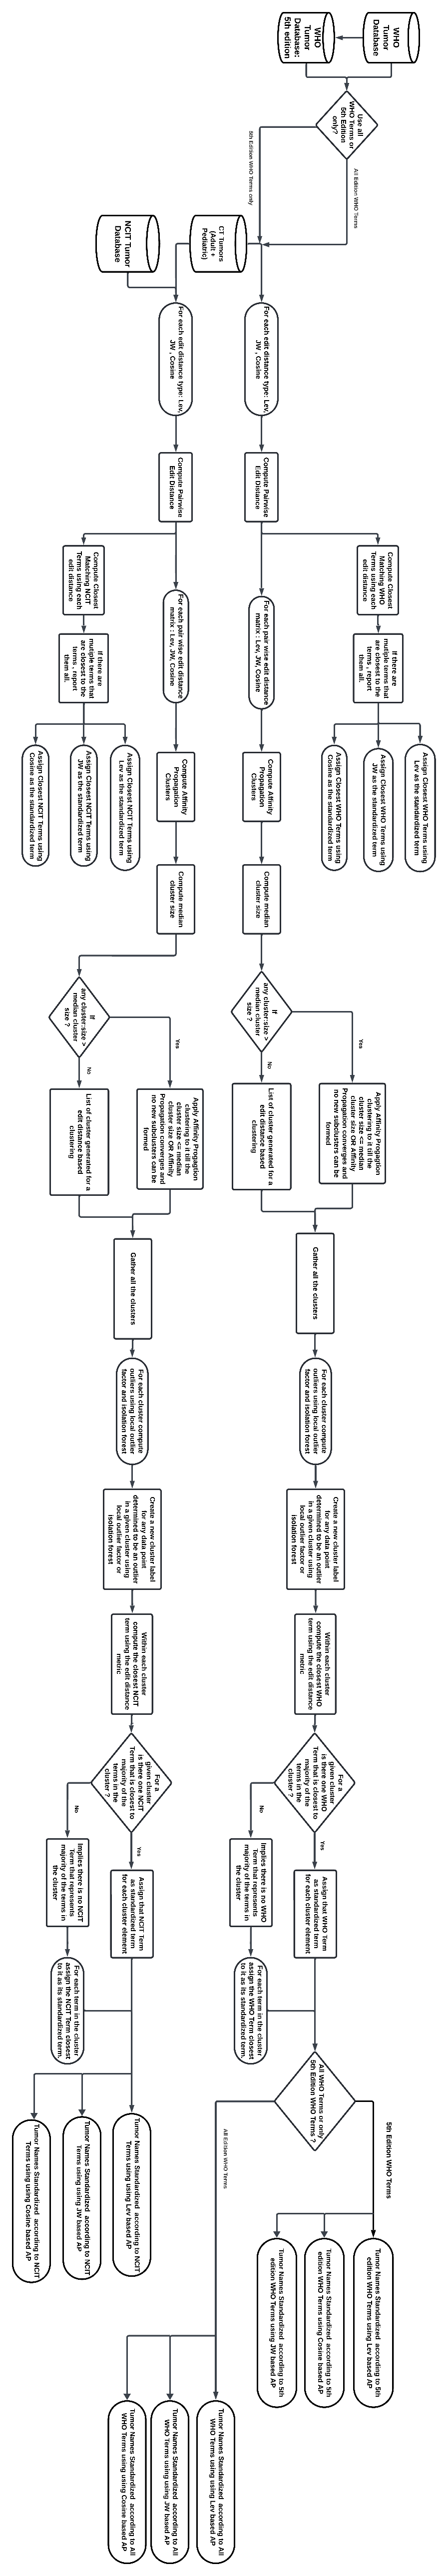 WHO
Tumor
Database
WHO
Tumor
Database:
5th edition
Use all
WHO Terms or
5th Edition
only?
All Edition WHO Terms
5th Edition WHO Terms only
CT Tumors
(Adult +
Pediatric)
NCIT Tumor
Database
For each edit distance type: Lev,
JW , Cosine
For each edit distance type: Lev,
JW , Cosine
Compute Pairwise
Edit Distance
Compute Pairwise
Edit Distance
Compute Closest
Matching WHO
Terms using each
edit distance
If there are
mutiple terms that
are closest to the
terms , report
them all.
Assign Closest WHO Terms using
Lev as the standardized term
Assign Closest WHO Terms using
JW as the standardized term
Assign Closest WHO Terms using
Cosine as the standardized term
For each pair wise edit distance
matrix : Lev, JW, Cosine
Compute Affinity
Propagation
Clusters
Compute median
cluster size
If
any cluster:size >
median cluster
size ?
Yes
No
Apply Affinity Propagtion
clustering to it till the
cluster size <= median
cluster size OR Affinity
Propagation converges and
no new subclusters can be
formed
List of cluster generated for a
edit distance based
clustering
Gather all the clusters
For each cluster compute
outliers using local outlier
factor and isolation forest
Create a new cluster label
for any data point
determined to be an outlier
in a given cluster using
local outlier factor or
isolation forest
Within each cluster
compute the closest WHO
term using the edit distance
metric
For a
given cluster
is there one WHO
Term that is closest to
majority of the
terms in the
cluster ?
Yes
No
Assign that WHO Term
as standardized term
for each cluster element
Implies there is no WHO
Term that represents
majority of the terms in
the cluster
For each term in the cluster
assign the WHO Term closest
to it as its standardized term.
All WHO Terms or only
5th Edition WHO Terms ?
5th Edition WHO Terms
All Edition WHO Terms
Tumor Names Standardized according to 5th
edition WHO Terms using Lev based AP
Tumor Names Standardized according to 5th
edition WHO Terms using Cosine based AP
Tumor Names Standardized according to 5th
edition WHO Terms using JW based AP
Tumor Names Standardized according to All
WHO Terms using using Lev based AP
Tumor Names Standardized according to All
WHO Terms using using JW based AP
Tumor Names Standardized according to All
WHO Terms using using Cosine based AP
Compute Closest
Matching NCIT
Terms using each
edit distance
If there are
mutiple terms that
are closest to the
terms , report
them all.
Assign Closest NCIT Terms using
Lev as the standardized term
Assign Closest NCIT Terms using
JW as the standardized term
Assign Closest NCIT Terms using
Cosine as the standardized term
For each pair wise edit distance
matrix : Lev, JW, Cosine
Compute Affinity
Propagation
Clusters
Compute median
cluster size
If
any cluster:size >
median cluster
size ?
Yes
No
Apply Affinity Propagtion
clustering to it till the
cluster size <= median
cluster size OR Affinity
Propagation converges and
no new subclusters can be
formed
List of cluster generated for a
edit distance based
clustering
Gather all the clusters
For each cluster compute
outliers using local outlier
factor and isolation forest
Create a new cluster label
for any data point
determined to be an outlier
in a given cluster using
local outlier factor or
isolation forest
Within each cluster
compute the closest NCIT
term using the edit distance
metric
For a
given cluster
is there one NCIT
Term that is closest to
majority of the
terms in the
cluster ?
Yes
No
Assign that NCIT Term
as standardized term
for each cluster element
Implies there is no NCIT
Term that represents
majority of the terms in
the cluster
For each term in the cluster
assign the NCIT Term closest
to it as its standardized term.
Tumor Names Standardized according to NCIT
Terms using using Lev based AP
Tumor Names Standardized according to NCIT
Terms using using JW based AP
Tumor Names Standardized according to NCIT
Terms using using Cosine based AP